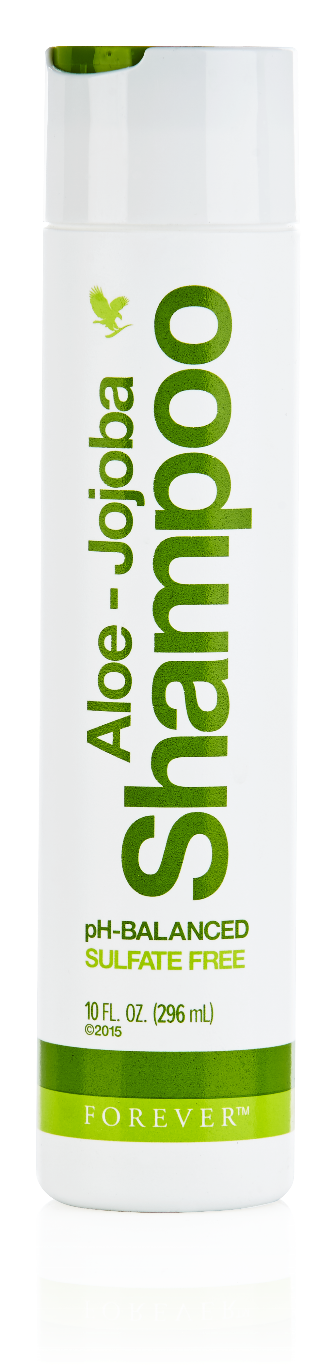 Aloe - Jojoba
Shampoo
pH-BALANCED
SULFATE FREE
10 FL. OZ. (296 mL)
©2015
FOREVER™